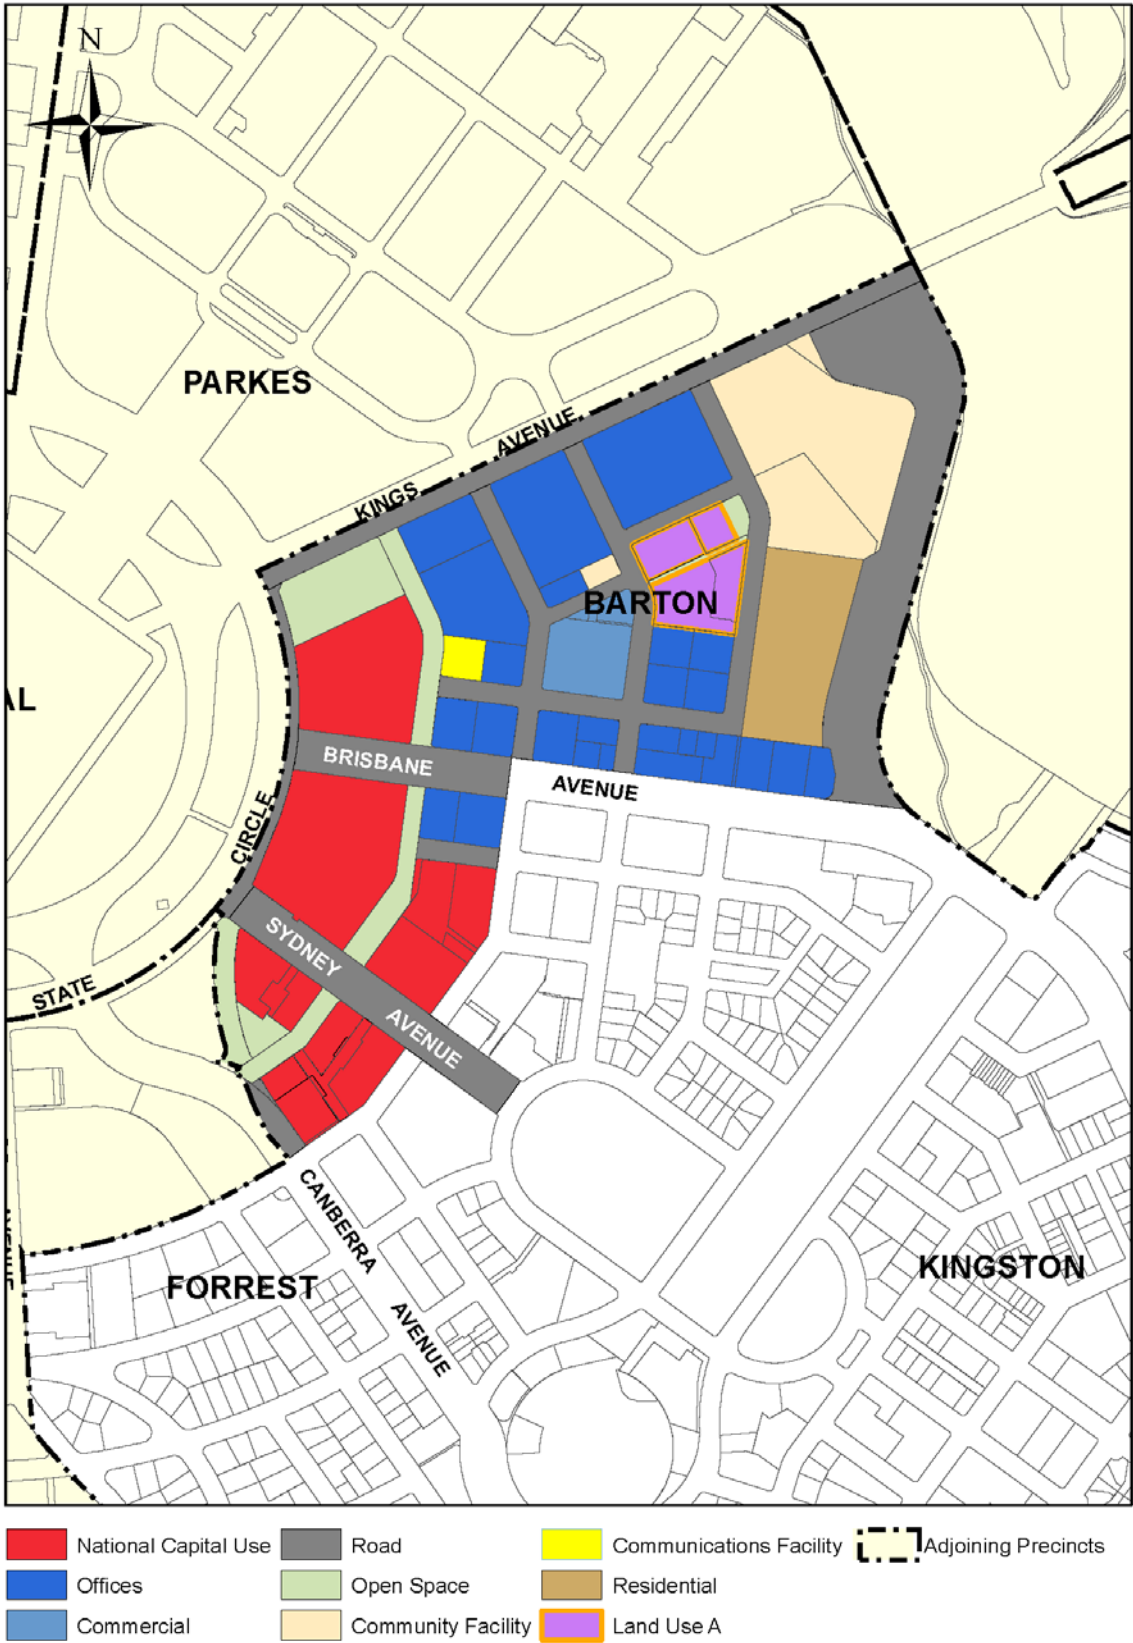 N
PARKES
KINGS
AVENUE
BARTON
AL
BRISBANE
AVENUE
CIRCLE
STATE
SYDNEY
AVENUE
CANBERRA
AVENUE
FORREST
KINGSTON
AVENUE
National Capital Use
Road
Communications Facility
Adjoining Precincts
Offices
Open Space
Residential
Commercial
Community Facility
Land Use A